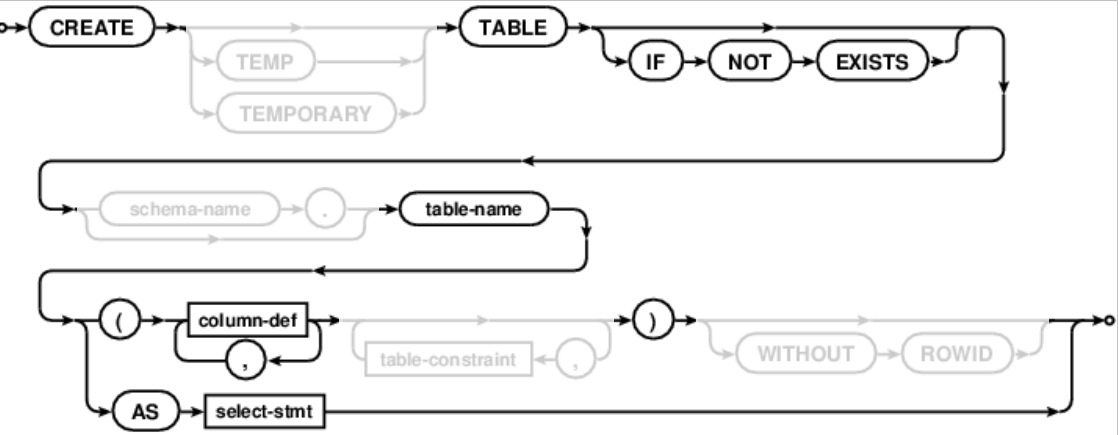 CREATE TABLE
TEMP IF NOT EXISTS
TEMPORARY
schema-name . table-name
( column-def )
, table-constraint , WITHOUT ROWID
AS select-stmt